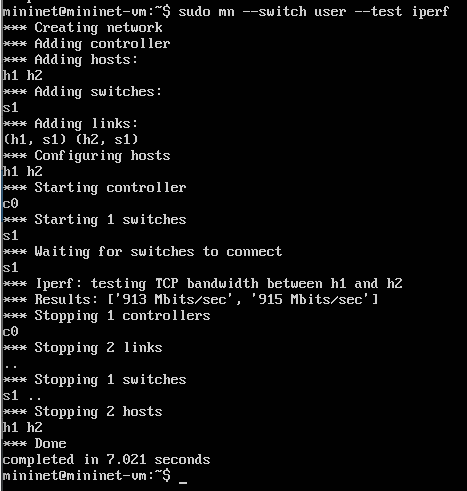 mininet@mininet-vm:~$ sudo mn --switch user --test iperf
*** Creating network
*** Adding controller
*** Adding hosts:
h1 h2
*** Adding switches:
s1
*** Adding links:
(h1, s1) (h2, s1)
*** Configuring hosts
h1 h2
*** Starting controller
c0
*** Starting 1 switches
s1
*** Waiting for switches to connect
s1
*** Iperf: testing TCP bandwidth between h1 and h2
*** Results: ['913 Mbits/sec', '915 Mbits/sec']
*** Stopping 1 controllers
c0
*** Stopping 2 links
..
*** Stopping 1 switches
s1 ..
*** Stopping 2 hosts
h1 h2
*** Done
completed in 7.021 seconds
mininet@mininet-vm:~$ _